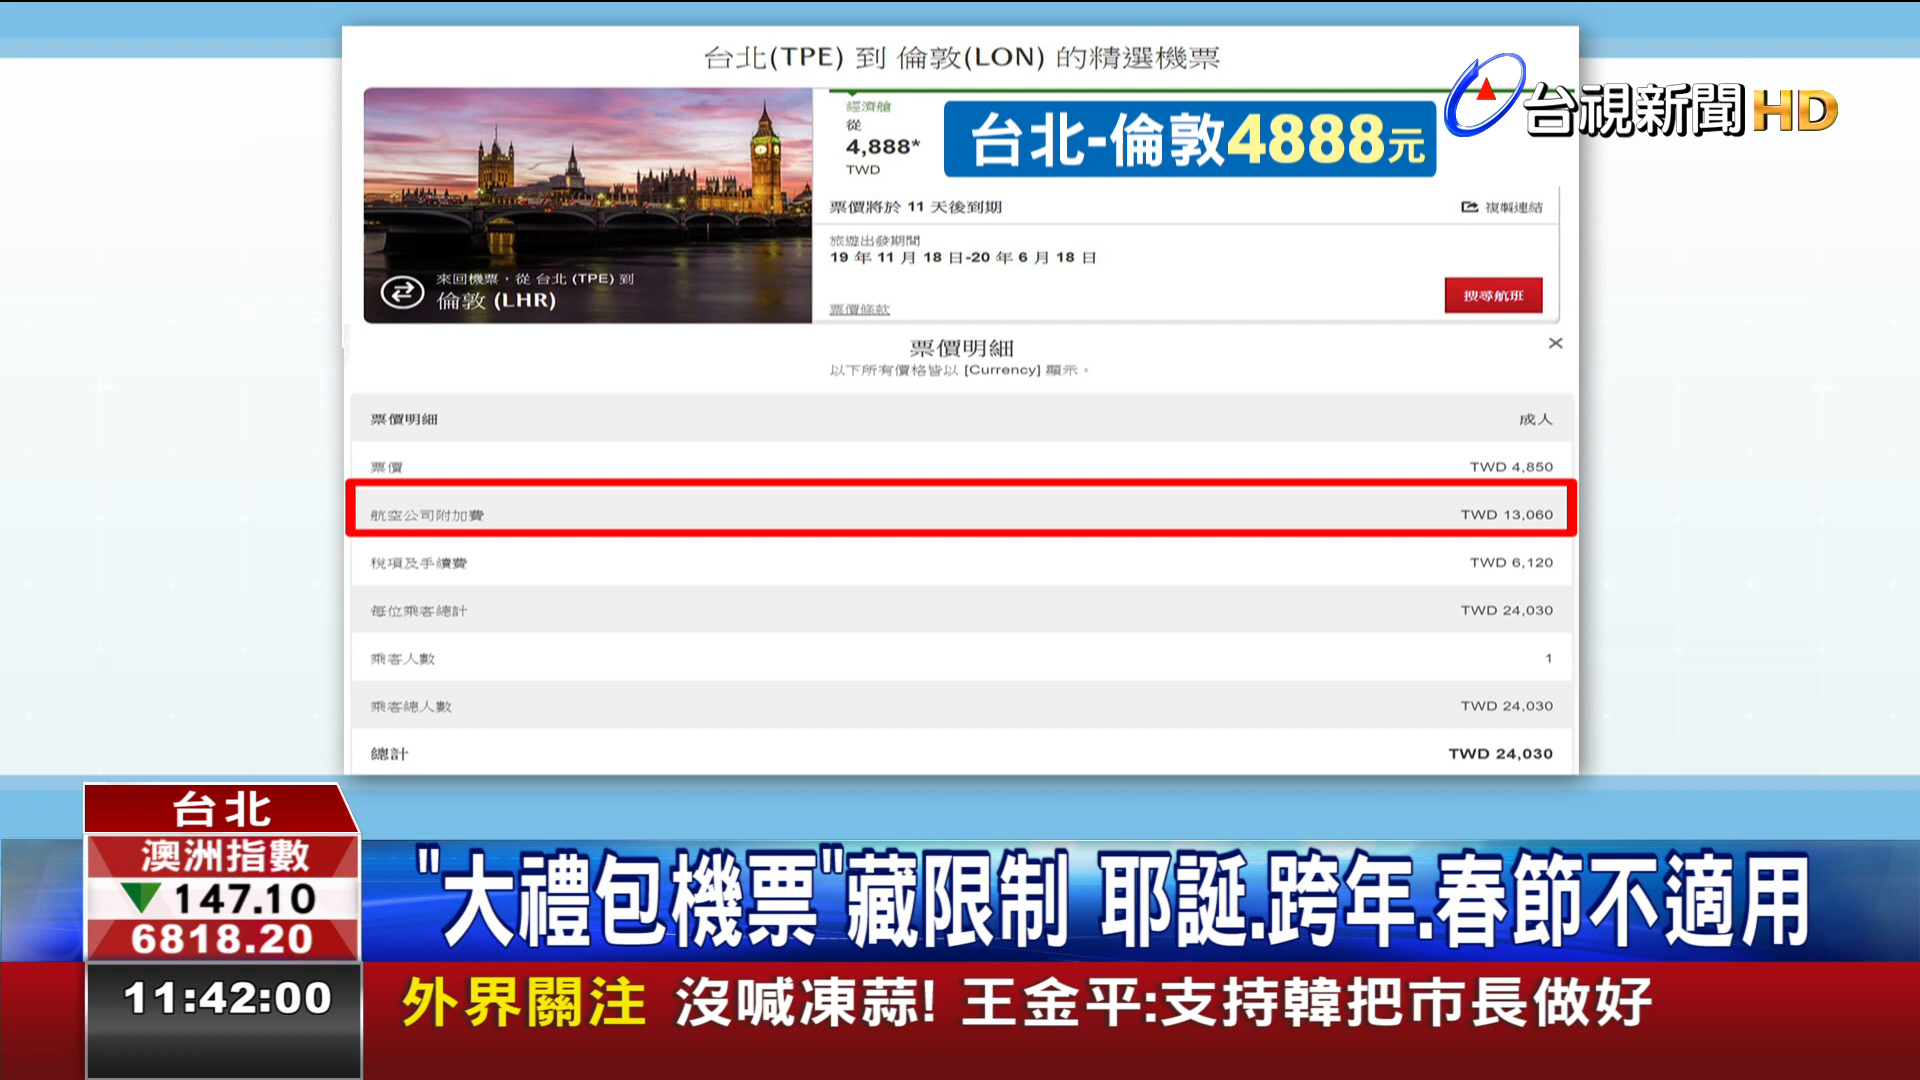 台北(TPE) 到 倫敦(LON) 的精選機票
台視新聞HD
經濟艙
從
4,888*
TWD
台北-倫敦4888元
票價將於 11 天後到期
複製連結
旅遊出發期間
19 年 11 月 18 日-20 年 6 月 18 日
來回機票，從 台北 (TPE) 到
倫敦 (LHR)
票價條款
搜尋航班
票價明細
以下所有價格皆以 [Currency] 顯示。
票價明細 成人
票價 TWD 4,850
航空公司附加費 TWD 13,060
稅項及手續費 TWD 6,120
每位乘客總計 TWD 24,030
乘客人數 1
乘客總人數 TWD 24,030
總計 TWD 24,030
台北
澳洲指數
▼147.10
6818.20
11:42:00
"大禮包機票"藏限制 耶誕.跨年.春節不適用
外界關注 沒喊凍蒜! 王金平:支持韓把市長做好